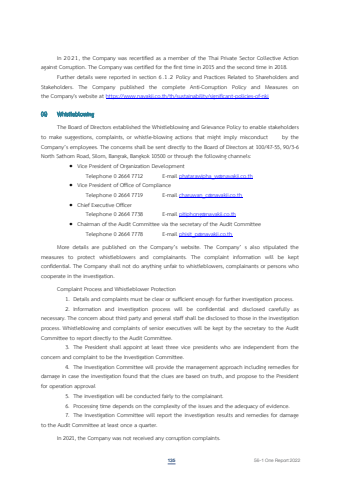 In 2021, the Company was recertified as a member of the Thai Private Sector Collective Action
against Corruption. The Company was certified for the first time in 2015 and the second time in 2018.
Further details were reported in section 6.1.2 Policy and Practices Related to Shareholders and
Stakeholders. The Company published the complete Anti-Corruption Policy and Measures on
the Company's website at https://www.navakij.co.th/th/sustainability/significant-policies-of-nki
Whistleblowing
The Board of Directors established the Whistleblowing and Grievance Policy to enable stakeholders
to make suggestions, complaints, or whistle-blowing actions that might imply misconduct by the
Company's employees. The concerns shall be sent directly to the Board of Directors at 100/47-55, 90/3-6
North Sathorn Road, Silom, Bangrak, Bangkok 10500 or through the following channels:
• Vice President of Organization Development
Telephone 0 2664 7712 E-mail
• Vice President of Office of Compliance
Telephone 0 2664 7719 E-mail
• Chief Executive Officer
Telephone 0 2664 7738 E-mail
• Chairman of the Audit Committee via the secretary of the Audit Committee
Telephone 0 2664 7778 E-mail
More details are published on the Company's website. The Company' s also stipulated the
measures to protect whistleblowers and complainants. The complaint information will be kept
confidential. The Company shall not do anything unfair to whistleblowers, complainants or persons who
cooperate in the investigation.
Complaint Process and Whistleblower Protection
1. Details and complaints must be clear or sufficient enough for further investigation process.
2. Information and investigation process will be confidential and disclosed carefully as
necessary. The concern about third party and general staff shall be disclosed to those in the investigation
process. Whistleblowing and complaints of senior executives will be kept by the secretary to the Audit
Committee to report directly to the Audit Committee.
3. The President shall appoint at least three vice presidents who are independent from the
concern and complaint to be the Investigation Committee.
4. The Investigation Committee will provide the management approach including remedies for
damage in case the investigation found that the clues are based on truth, and propose to the President
for operation approval
5. The investigation will be conducted fairly to the complainant.
6. Processing time depends on the complexity of the issues and the adequacy of evidence.
7. The Investigation Committee will report the investigation results and remedies for damage
to the Audit Committee at least once a quarter.
In 2021, the Company was not received any corruption complaints.
135
56-1 One-Report 2022